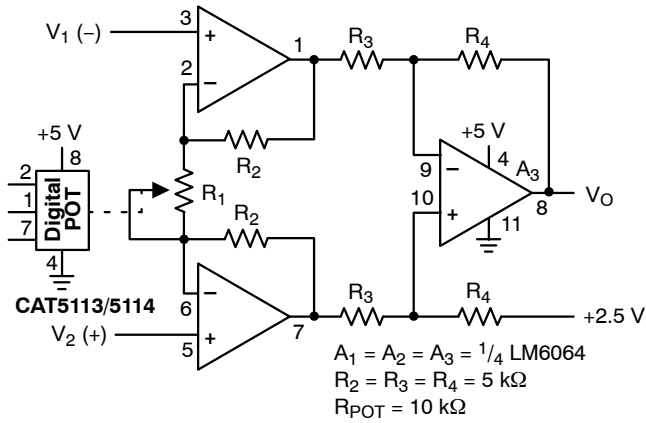 V₁ (–)
3
+
1
2
–
R₃
R₄
R₂
+5 V
8
2
1
7
Digital
POT
4
R₁
R₂
+5 V
4
A₃
9
–
10
+
8
V_O
11
CAT5113/5114
6
–
7
V₂ (+)
5
+
R₃
R₄
+2.5 V
A₁ = A₂ = A₃ = ¹/₄ LM6064
R₂ = R₃ = R₄ = 5 kΩ
R_POT = 10 kΩ